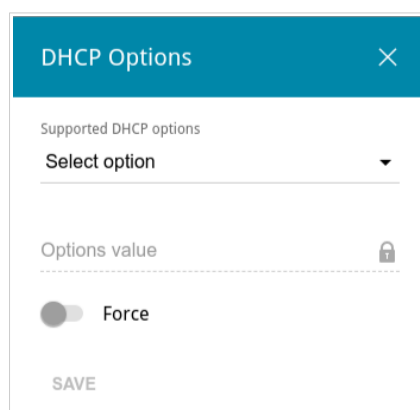 DHCP Options
Supported DHCP options
Select option
Options value
Force
SAVE